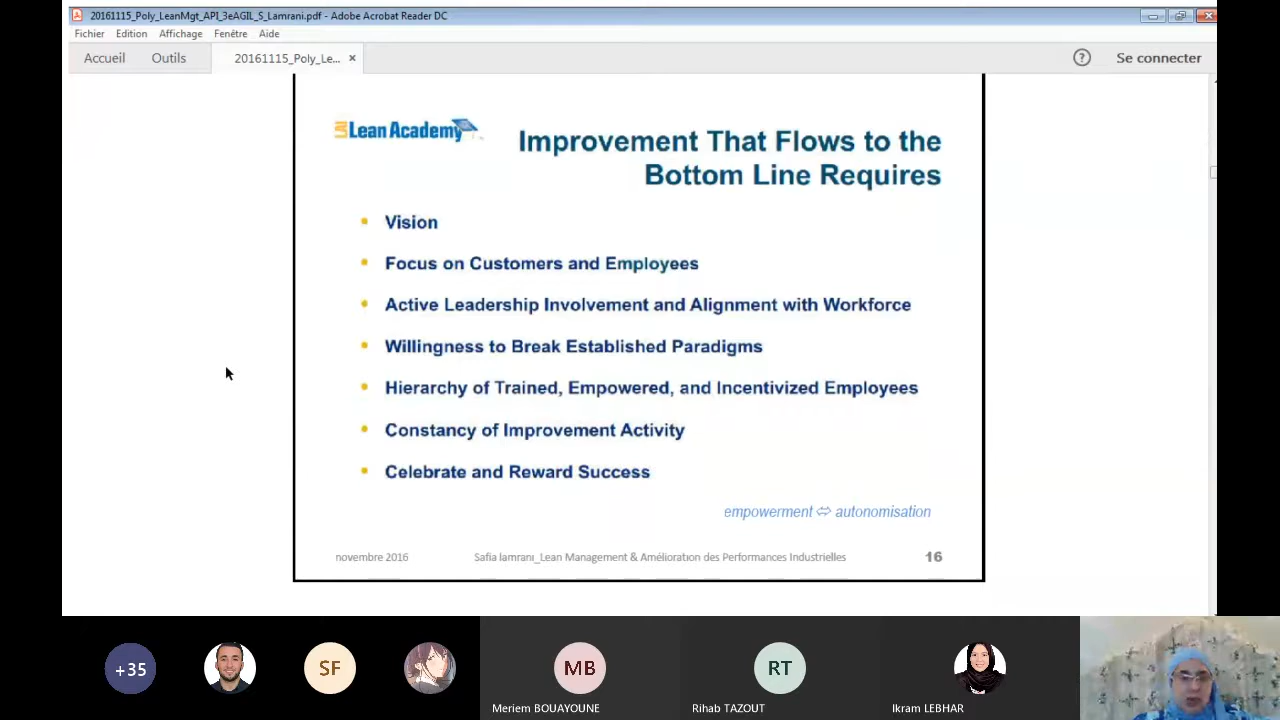 20161115_Poly_LeanMgt_API_3eAGIL_S_Lamrani.pdf - Adobe Acrobat Reader DC
Fichier Edition Affichage Fenêtre Aide
Accueil Outils 20161115_Poly_Le... × ? Se connecter
LAI Lean Academy
Improvement That Flows to the
Bottom Line Requires
• Vision
• Focus on Customers and Employees
• Active Leadership Involvement and Alignment with Workforce
• Willingness to Break Established Paradigms
• Hierarchy of Trained, Empowered, and Incentivized Employees
• Constancy of Improvement Activity
• Celebrate and Reward Success
empowerment ⇔ autonomisation
novembre 2016 Safia lamrani_Lean Management & Amélioration des Performances Industrielles 16
+35 SF MB RT
Meriem BOUAYOUNE Rihab TAZOUT Ikram LEBHAR